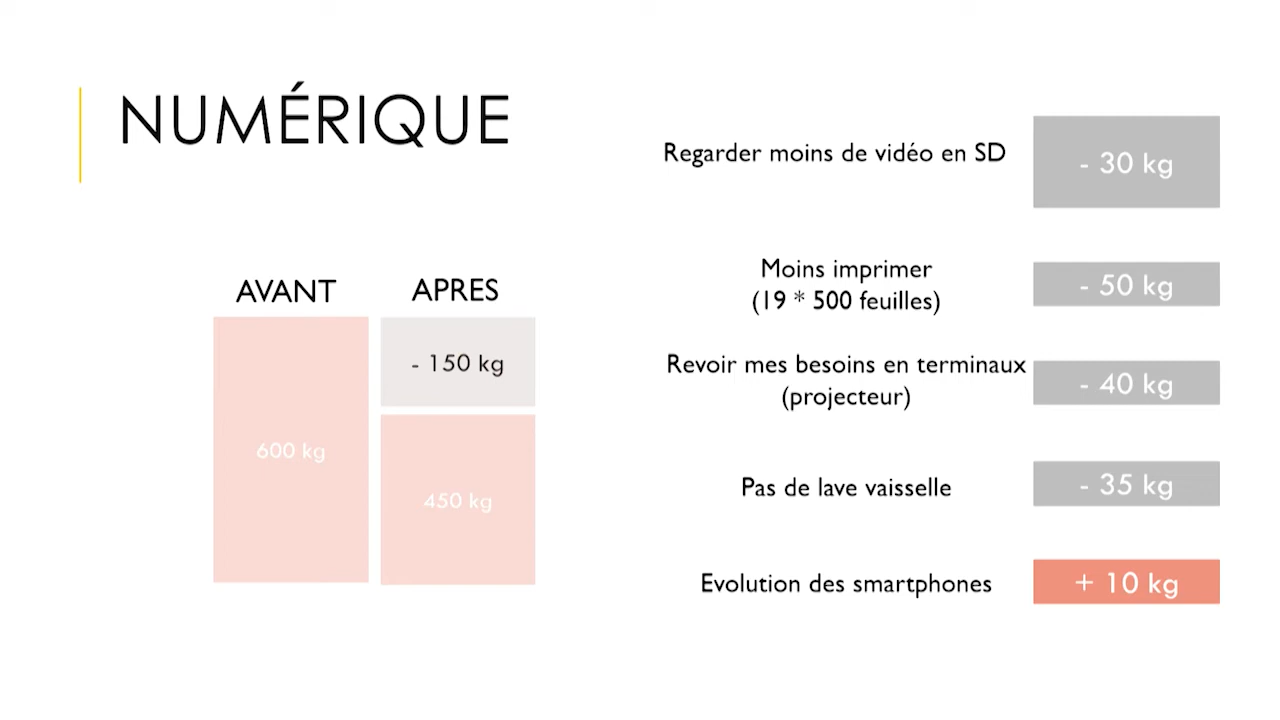 NUMÉRIQUE
AVANT
APRES
600 kg
- 150 kg
450 kg
Regarder moins de vidéo en SD
- 30 kg
Moins imprimer
(19 * 500 feuilles)
- 50 kg
Revoir mes besoins en terminaux
(projecteur)
- 40 kg
Pas de lave vaisselle
- 35 kg
Evolution des smartphones
+ 10 kg